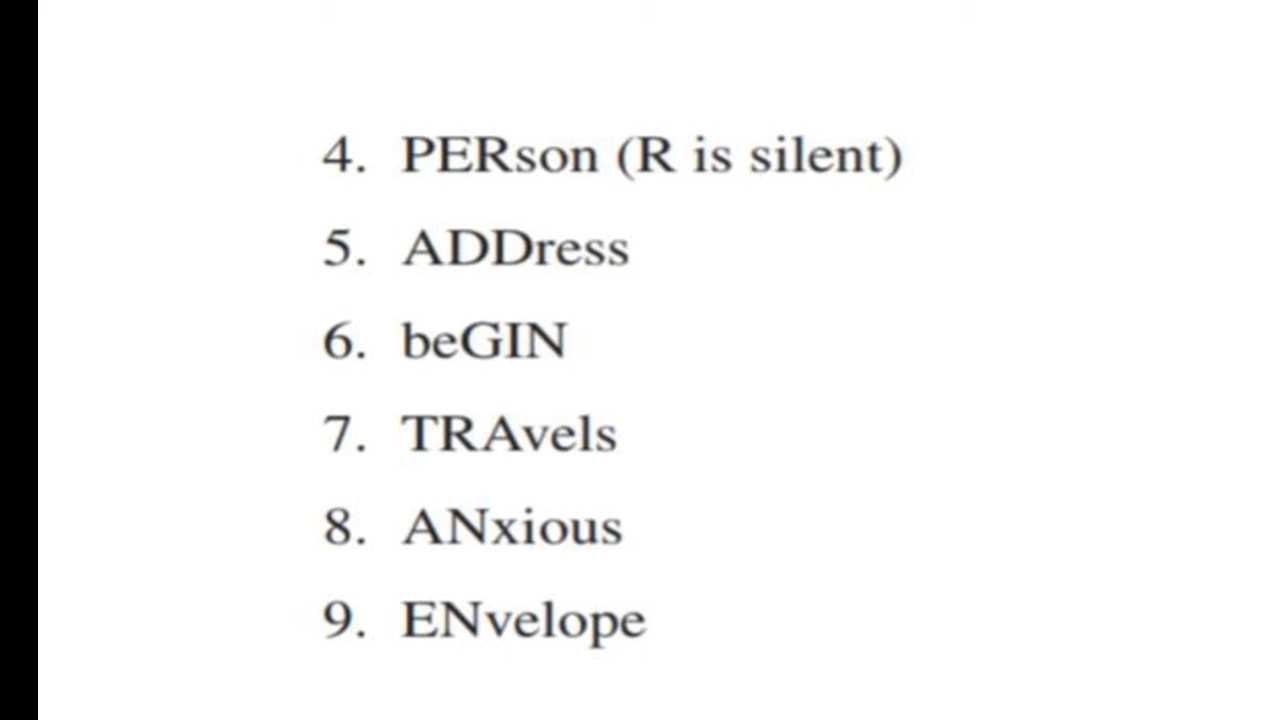 4. PERson (R is silent)
5. ADDress
6. beGIN
7. TRAvels
8. ANxious
9. ENvelope